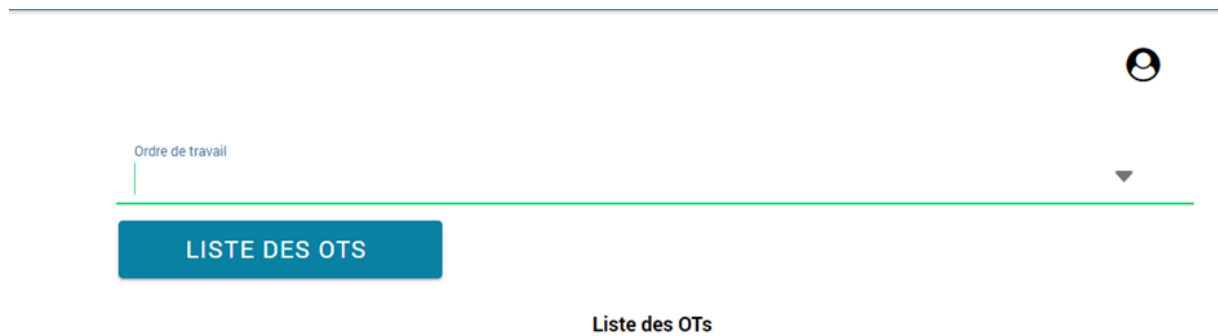 Ordre de travail
LISTE DES OTS
Liste des OTs